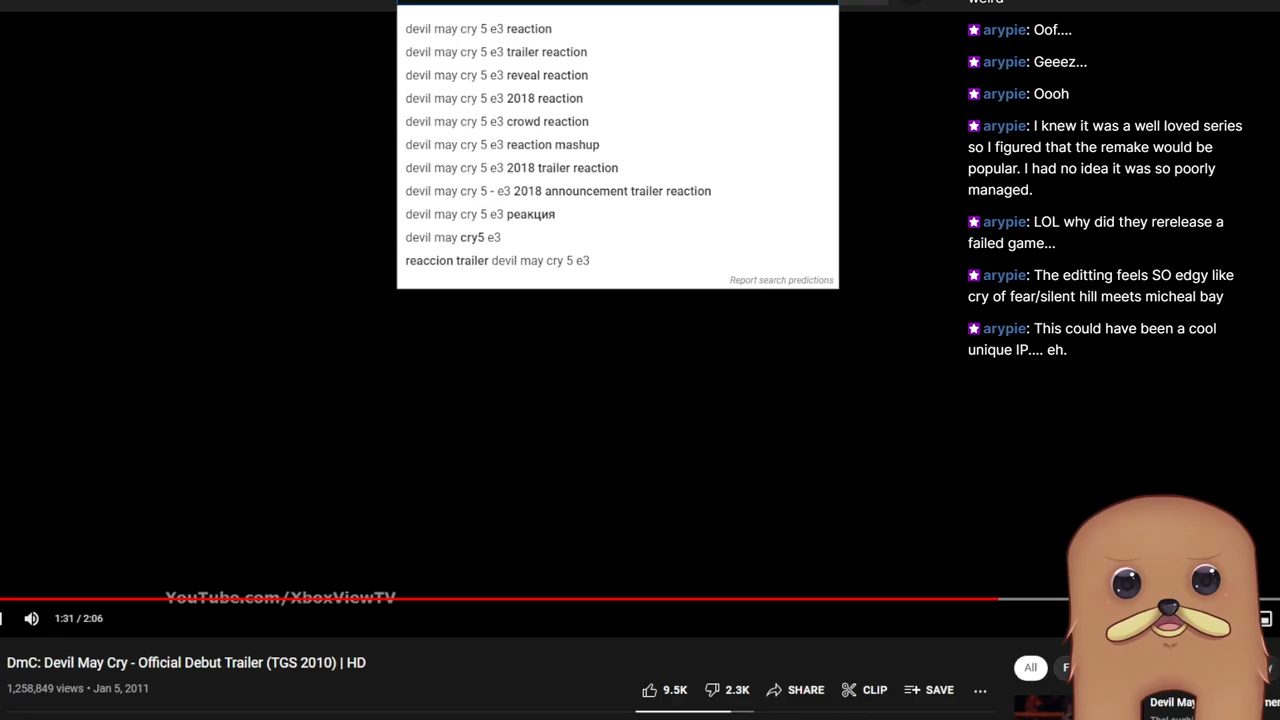 weird
devil may cry 5 e3 reaction
devil may cry 5 e3 trailer reaction
devil may cry 5 e3 reveal reaction
devil may cry 5 e3 2018 reaction
devil may cry 5 e3 crowd reaction
devil may cry 5 e3 reaction mashup
devil may cry 5 e3 2018 trailer reaction
devil may cry 5 - e3 2018 announcement trailer reaction
devil may cry 5 e3 реакция
devil may cry5 e3
reaccion trailer devil may cry 5 e3
Report search predictions
arypie: Oof....
arypie: Geeez...
arypie: Oooh
arypie: I knew it was a well loved series
so I figured that the remake would be
popular. I had no idea it was so poorly
managed.
arypie: LOL why did they rerelease a
failed game...
arypie: The editting feels SO edgy like
cry of fear/silent hill meets micheal bay
arypie: This could have been a cool
unique IP.... eh.
YouTube.com/XboxViewTV
1:31 / 2:06
DmC: Devil May Cry - Official Debut Trailer (TGS 2010) | HD
1,258,849 views • Jan 5, 2011
9.5K
2.3K
SHARE
CLIP
SAVE
All
Devil May